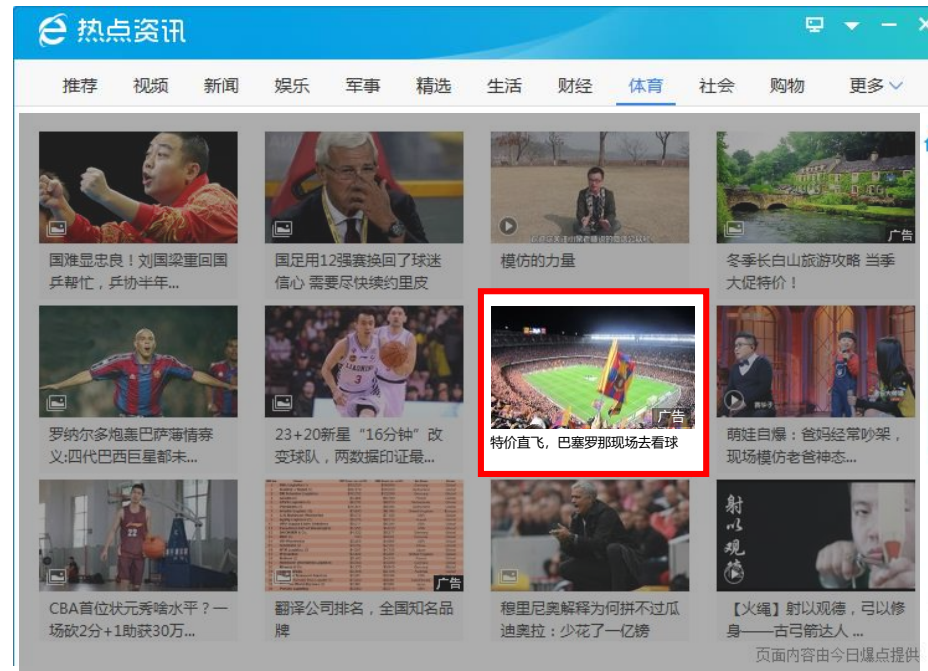 热点资讯
推荐 视频 新闻 娱乐 军事 精选 生活 财经 体育 社会 购物 更多
广告
国难显忠良！刘国梁重回国
乒帮忙，乒协半年...
国足用12强赛换回了球迷
信心 需要尽快续约里皮
模仿的力量
冬季长白山旅游攻略 当季
大促特价！
LIAONING
3
广告
罗纳尔多炮轰巴萨薄情寡
义:四代巴西巨星都未...
23+20新星“16分钟”改
变球队，两数据印证最...
特价直飞，巴塞罗那现场去看球
萌娃自爆：爸妈经常吵架，
现场模仿老爸神态...
22
广告
射
以
观
德
CBA首位状元秀啥水平？一
场砍2分+1助获30万...
翻译公司排名，全国知名品
牌
穆里尼奥解释为何拼不过瓜
迪奥拉：少花了一亿镑
【火绳】射以观德，弓以修
身——古弓箭达人 ...
页面内容由今日爆点提供